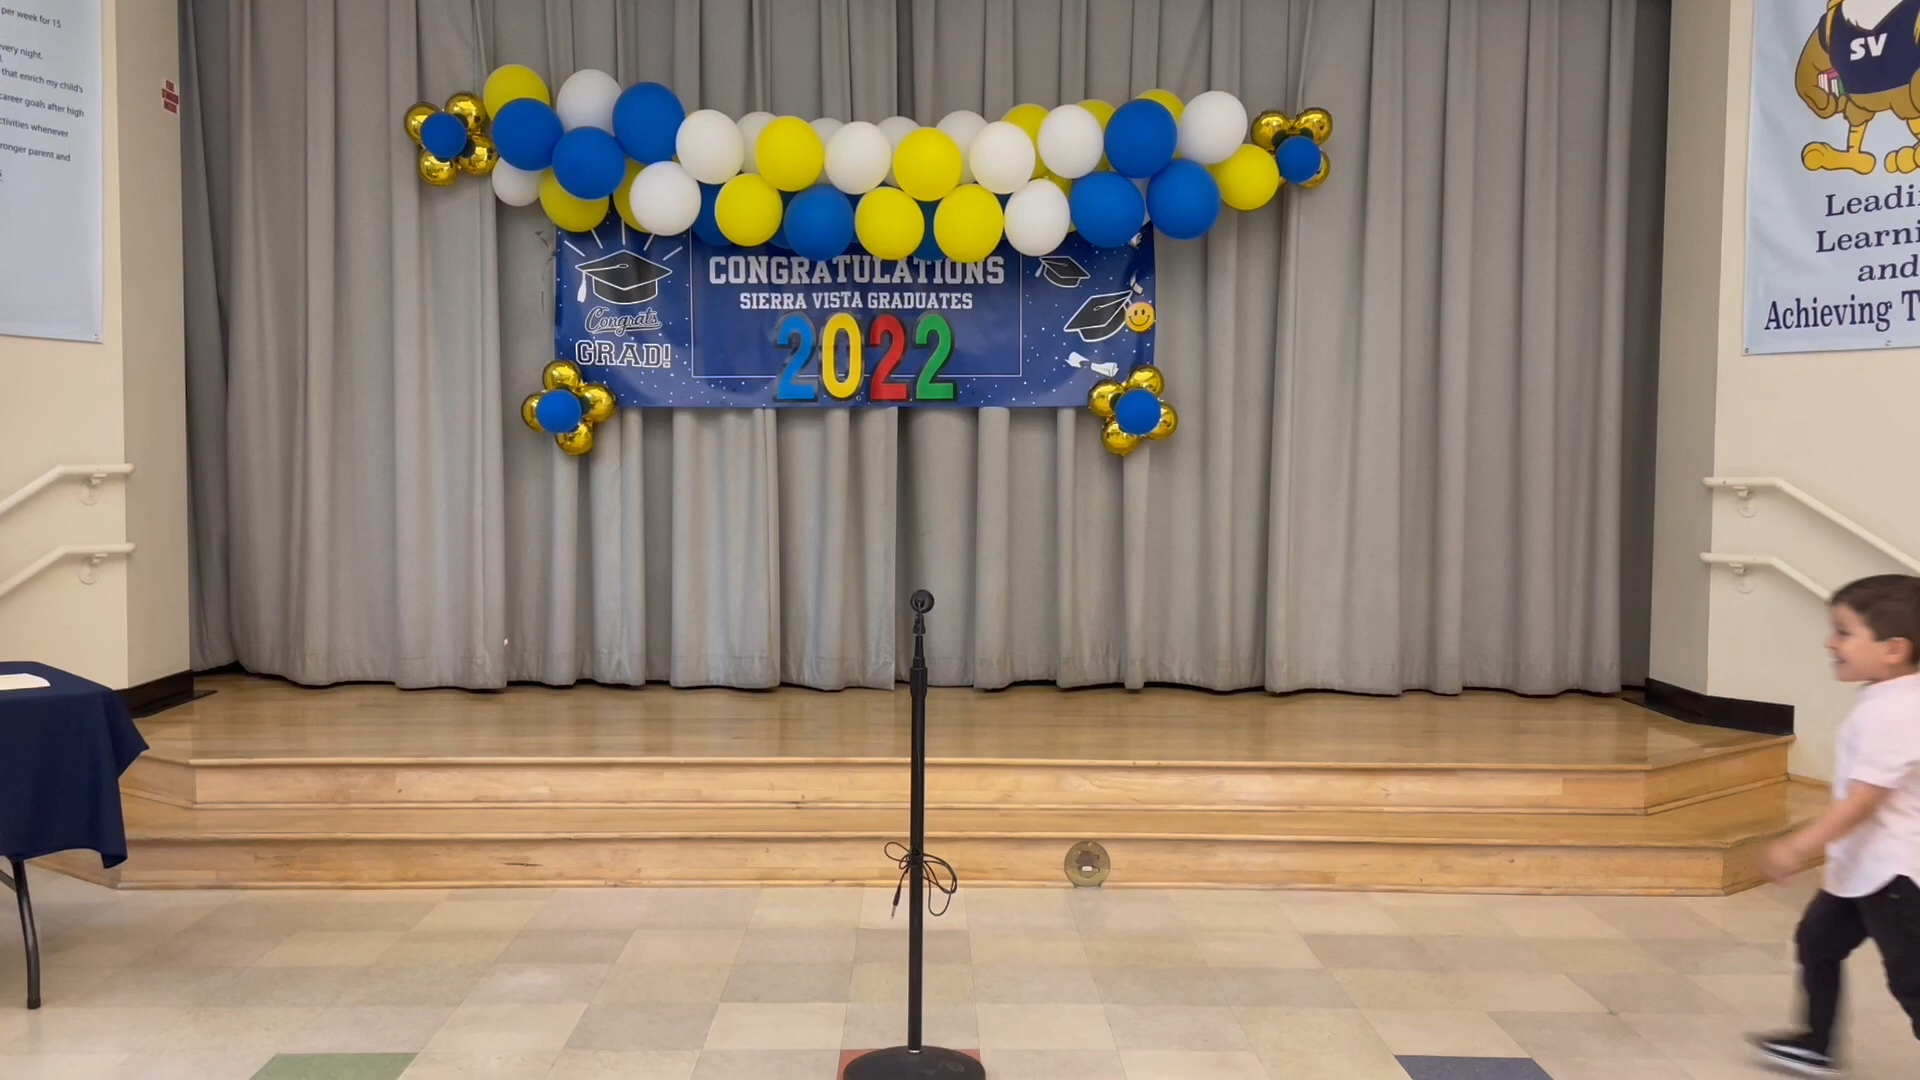 per week for 15
very night.
that enrich my child's
career goals after high
ctivities whenever
ronger parent and
CONGRATULATIONS
SIERRA VISTA GRADUATES
2022
Congrats
GRAD!
SV
Leadi
Learni
and
Achieving T